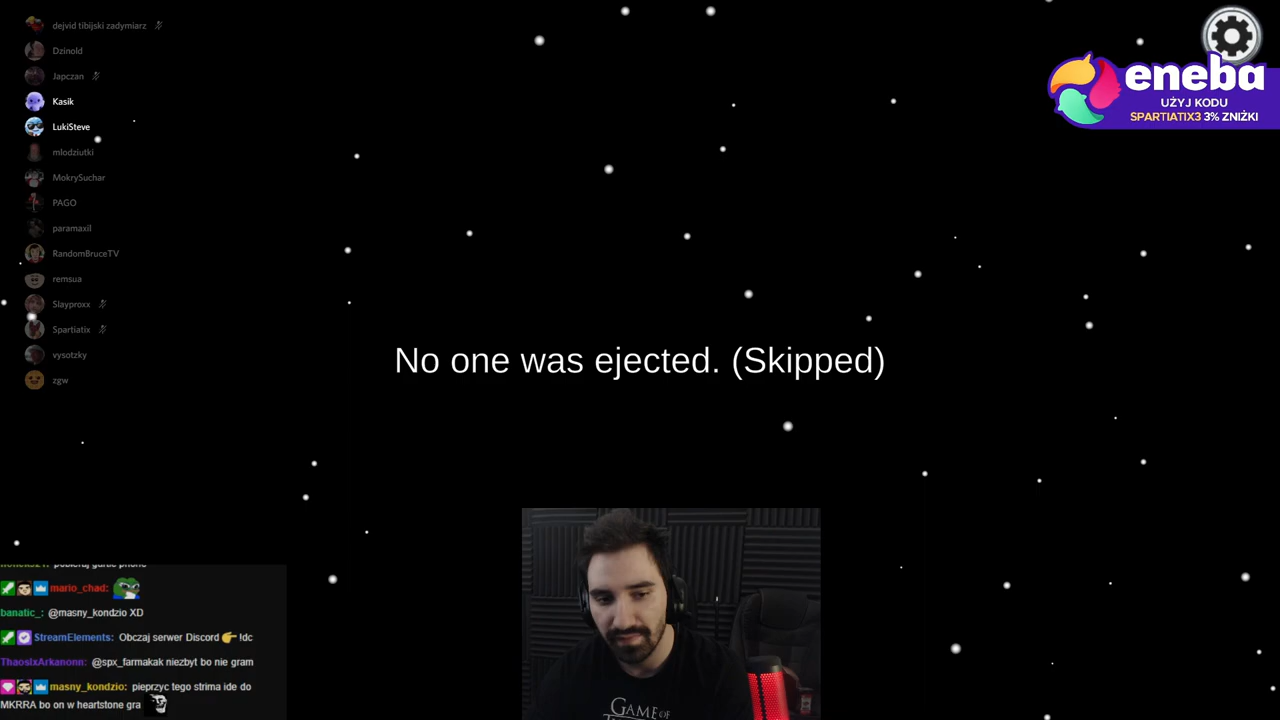 dejvid tibijski zadymiarz
Dzinold
Japczan
Kasik
LukiSteve
mlodziutki
MokrySuchar
PAGO
paramaxil
RandomBruceTV
remsua
Slayproxx
Spartiatix
vysotzky
zgw
eneba
UŻYJ KODU
SPARTIATIX3 3% ZNIŻKI
No one was ejected. (Skipped)
mario_chad:
banatic_: @masny_kondzio XD
StreamElements: Obczaj serwer Discord 👉 !dc
ThaosIxArkanonn: @spx_farmakak niezbyt bo nie gram
masny_kondzio: pieprzyc tego strima ide do
MKRRA bo on w heartstone gra
GAME OF